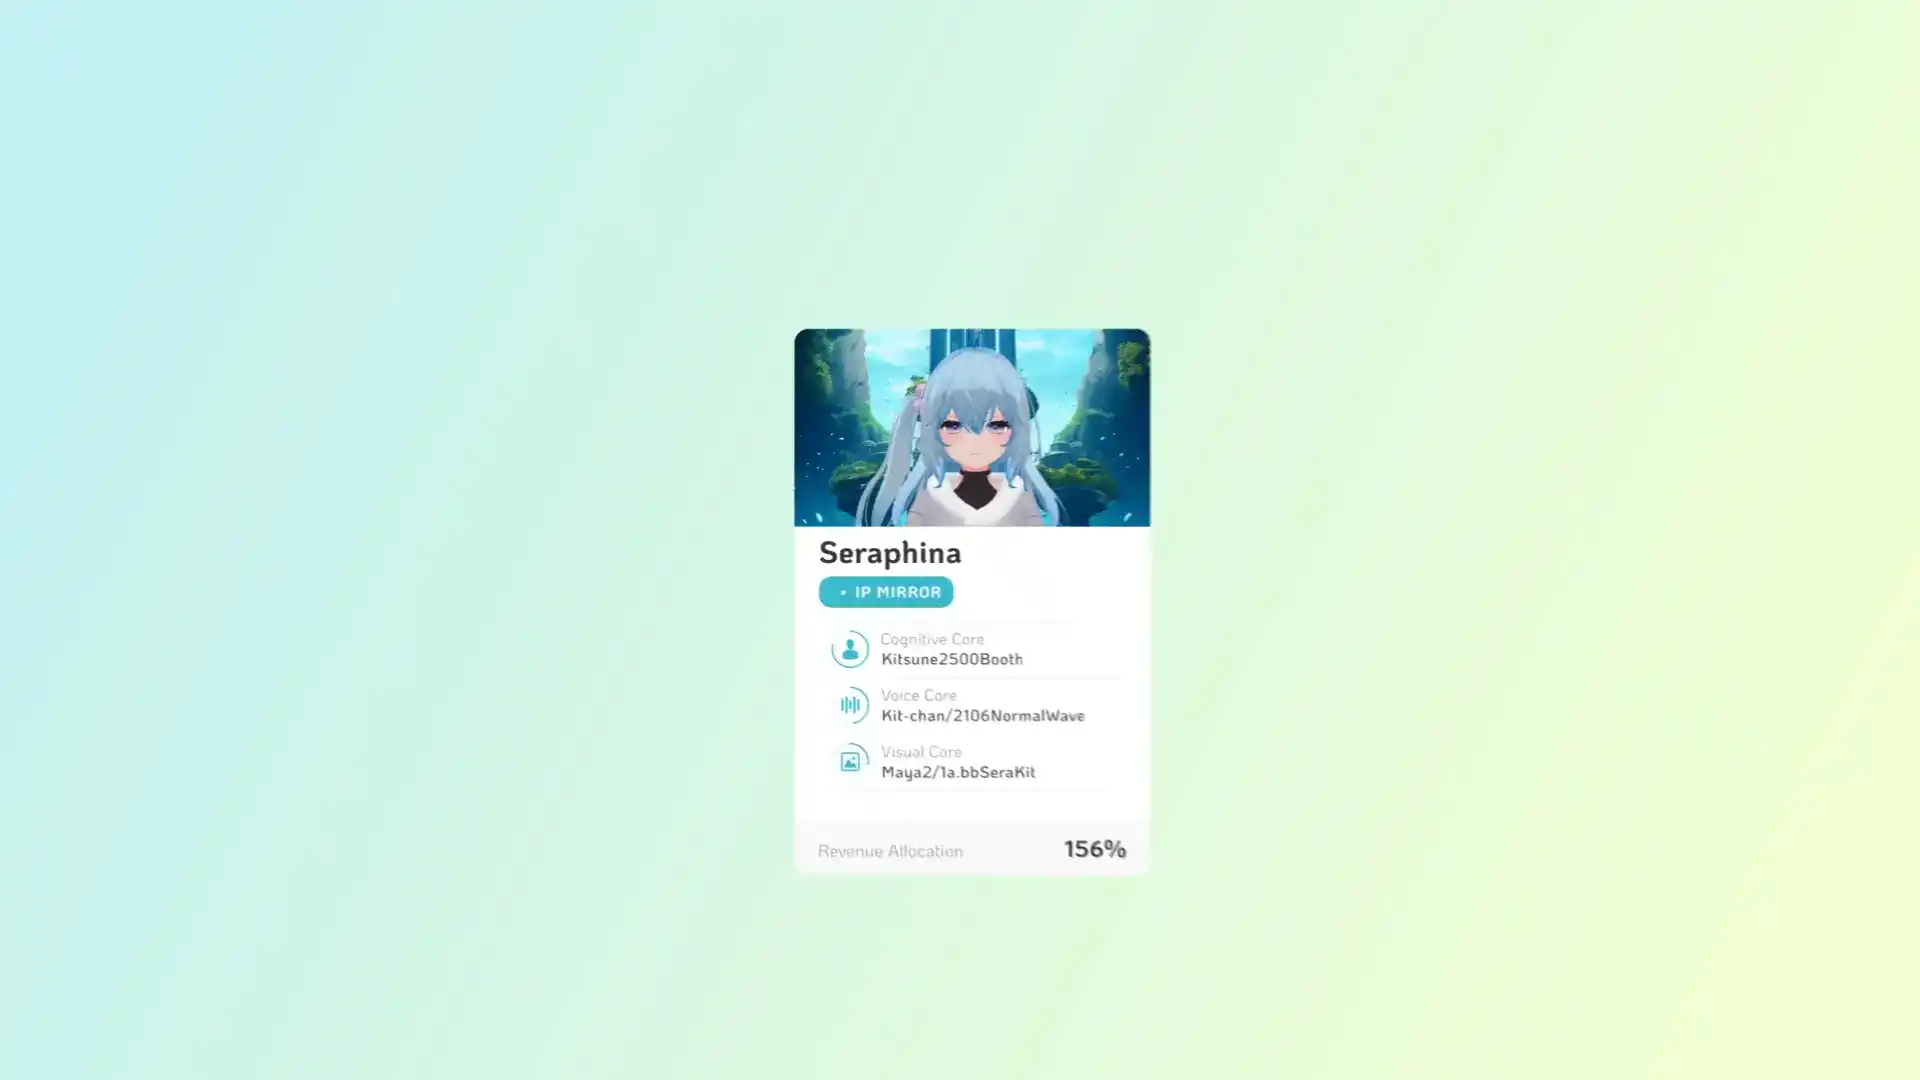 Seraphina
• IP MIRROR
Cognitive Core
Kitsune2500Booth
Voice Core
Kit-chan/2106NormalWave
Visual Core
Maya2/1a.bbSeraKit
Revenue Allocation 156%